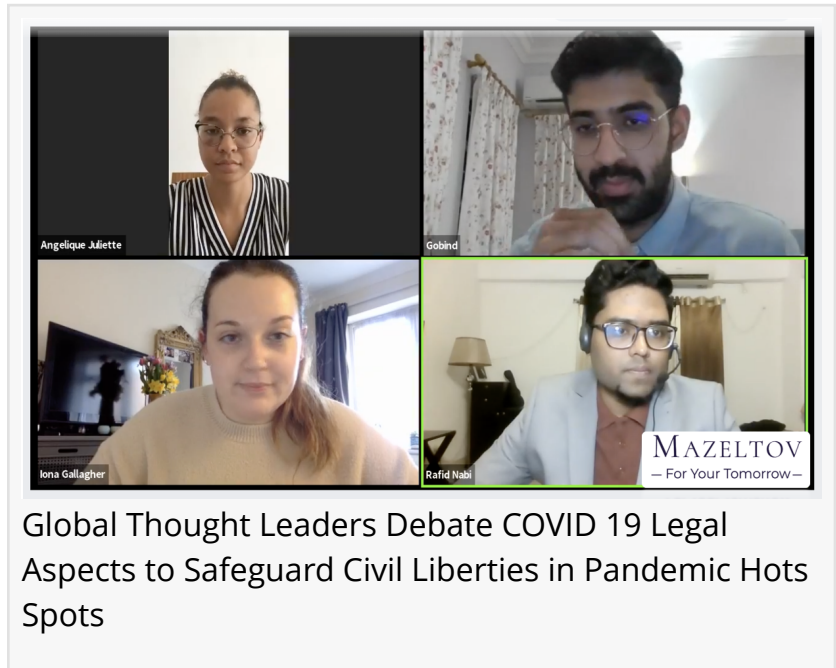 Angelique Juliette
Gobind
Iona Gallagher
Rafid Nabi
MAZELTOV
— For Your Tomorrow —
Global Thought Leaders Debate COVID 19 Legal
Aspects to Safeguard Civil Liberties in Pandemic Hots
Spots